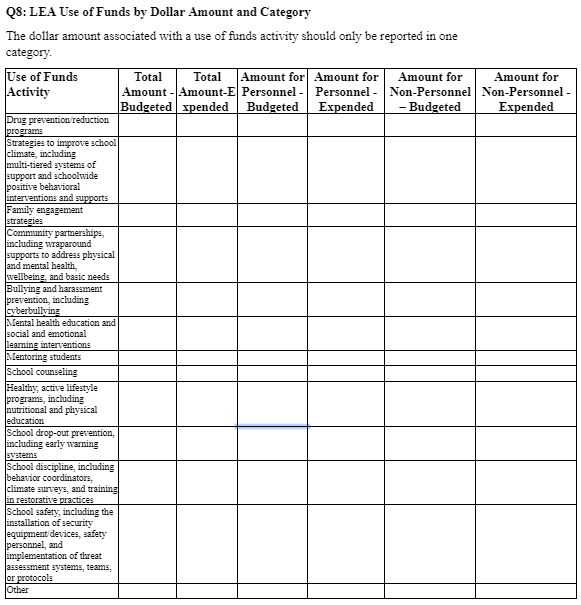 Q8: LEA Use of Funds by Dollar Amount and Category
The dollar amount associated with a use of funds activity should only be reported in one
category.
Use of Funds Total Total Amount for Amount for Amount for Amount for
Activity Amount - Amount-E Personnel - Personnel - Non-Personnel Non-Personnel -
Budgeted xpended Budgeted Expended – Budgeted Expended
Drug prevention/reduction
programs
Strategies to improve school
climate, including
multi-tiered systems of
support and schoolwide
positive behavioral
interventions and supports
Family engagement
strategies
Community partnerships,
including wraparound
supports to address physical
and mental health,
wellbeing, and basic needs
Bullying and harassment
prevention, including
cyberbullying
Mental health education and
social and emotional
learning interventions
Mentoring students
School counseling
Healthy, active lifestyle
programs, including
nutritional and physical
education
School drop-out prevention,
including early warning
systems
School discipline, including
behavior coordinators,
climate surveys, and training
in restorative practices
School safety, including the
installation of security
equipment/devices, safety
personnel, and
implementation of threat
assessment systems, teams,
or protocols
Other